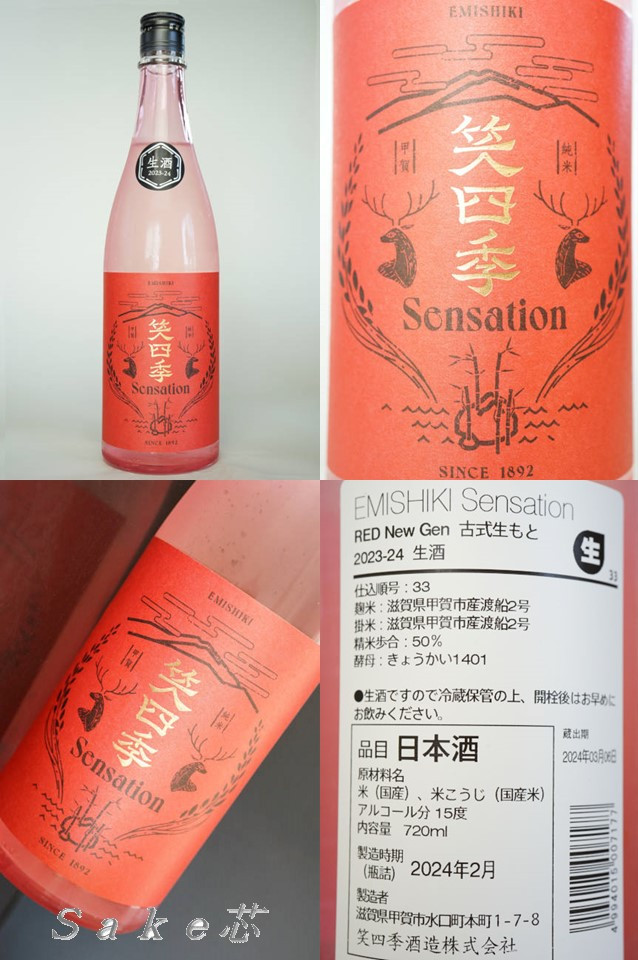 生酒
2023-24
EMISHIKI
甲賀
純米
笑四季
Sensation
SINCE 1892
EMISHIKI
甲賀
純米
笑四季
Sensation
SINCE 1892
EMISHIKI
甲賀
純米
笑四季
Sensation
SINCE 1892
Sake芯
EMISHIKI Sensation
RED New Gen 古式生もと
2023-24 生酒
生
33
仕込順号：33
麹米：滋賀県甲賀市産渡船2号
掛米：滋賀県甲賀市産渡船2号
精米歩合：50%
酵母：きょうかい1401
●生酒ですので冷蔵保管の上、開栓後はお早めに
お飲みください。
品目 日本酒
原材料名
米（国産）、米こうじ（国産米）
アルコール分 15度
内容量 720ml
製造時期
（瓶詰） 2024年2月
製造者
滋賀県甲賀市水口町本町1-7-8
笑四季酒造株式会社
蔵出期
2024年03月06日
4994015007177